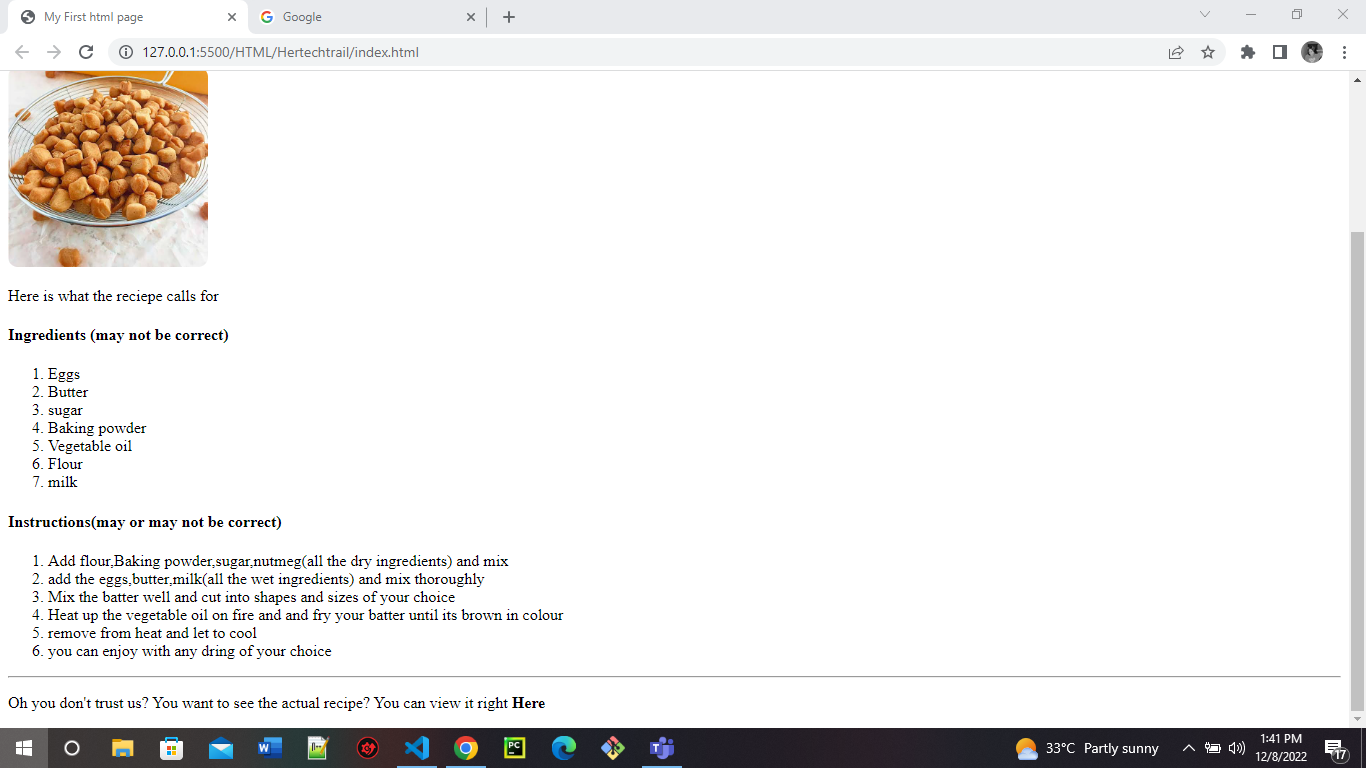 My First html page
Google
127.0.0.1:5500/HTML/Hertechtrail/index.html
Here is what the reciepe calls for
Ingredients (may not be correct)
1. Eggs
2. Butter
3. sugar
4. Baking powder
5. Vegetable oil
6. Flour
7. milk
Instructions(may or may not be correct)
1. Add flour,Baking powder,sugar,nutmeg(all the dry ingredients) and mix
2. add the eggs,butter,milk(all the wet ingredients) and mix thoroughly
3. Mix the batter well and cut into shapes and sizes of your choice
4. Heat up the vegetable oil on fire and and fry your batter until its brown in colour
5. remove from heat and let to cool
6. you can enjoy with any dring of your choice
Oh you don't trust us? You want to see the actual recipe? You can view it right Here
33°C Partly sunny
1:41 PM
12/8/2022
17